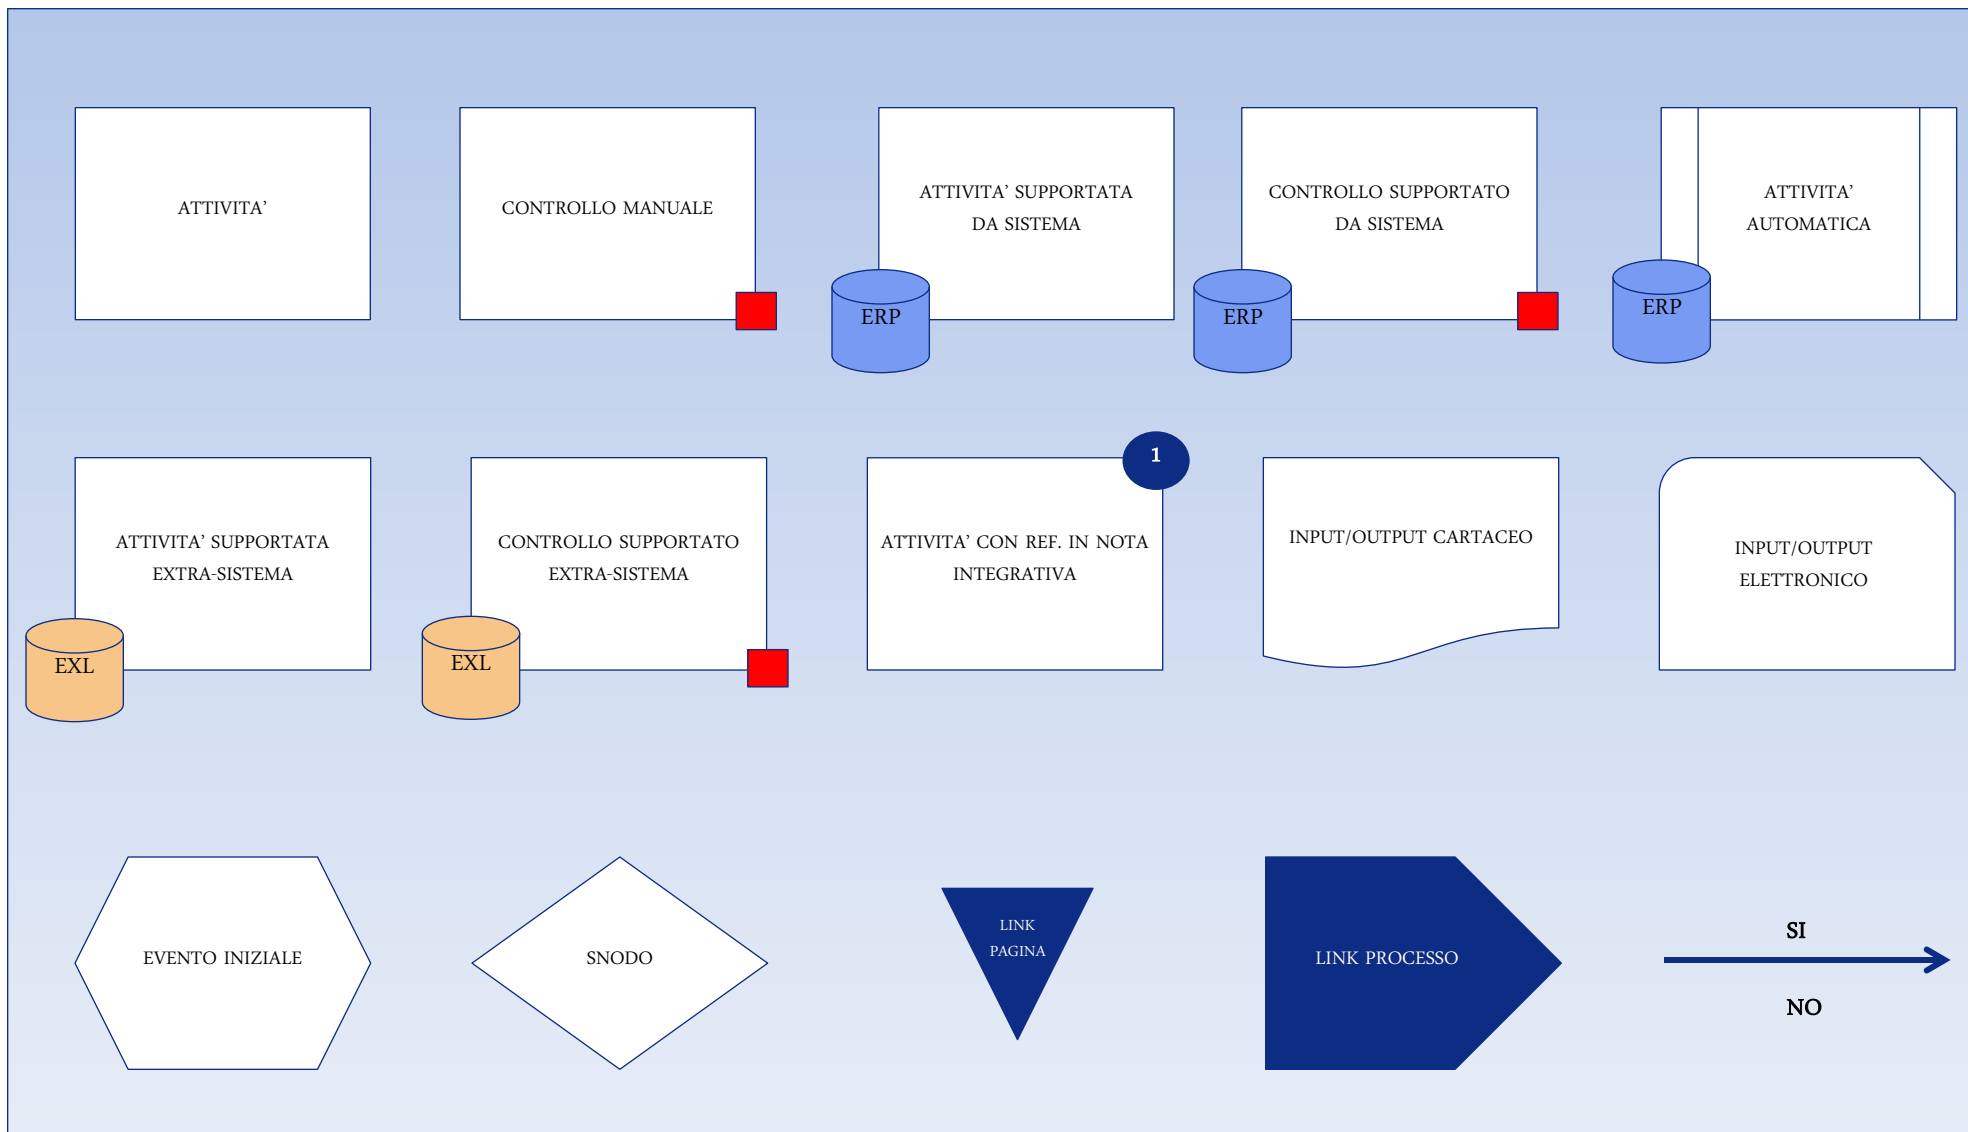 ATTIVITA’
CONTROLLO MANUALE
ATTIVITA’ SUPPORTATA
DA SISTEMA
ERP
CONTROLLO SUPPORTATO
DA SISTEMA
ERP
ATTIVITA’
AUTOMATICA
ERP
ATTIVITA’ SUPPORTATA
EXTRA-SISTEMA
EXL
CONTROLLO SUPPORTATO
EXTRA-SISTEMA
EXL
1
ATTIVITA’ CON REF. IN NOTA
INTEGRATIVA
INPUT/OUTPUT CARTACEO
INPUT/OUTPUT
ELETTRONICO
EVENTO INIZIALE
SNODO
LINK
PAGINA
LINK PROCESSO
SI
NO